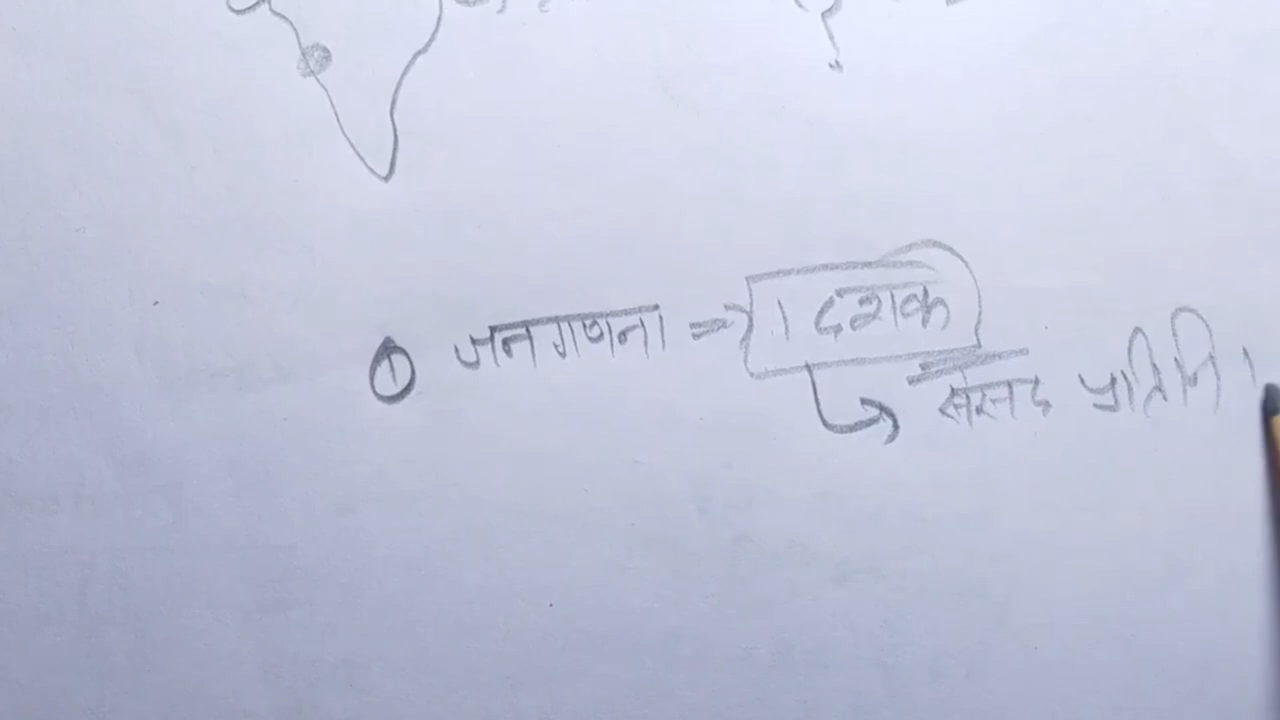 ① जनगणना => 1 दशक
संसद प्रतिनि